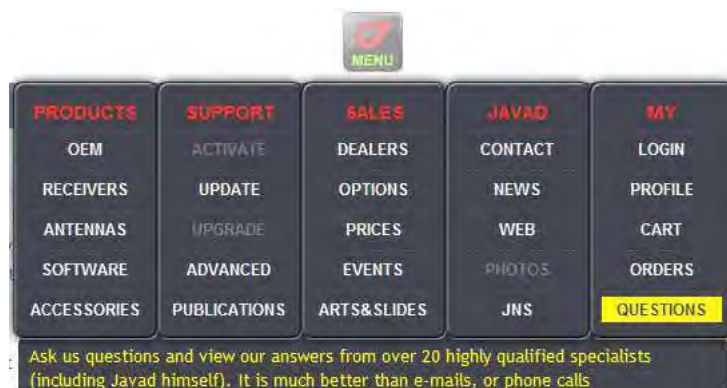 MENU
PRODUCTS SUPPORT SALES JAVAD MY
OEM ACTIVATE DEALERS CONTACT LOGIN
RECEIVERS UPDATE OPTIONS NEWS PROFILE
ANTENNAS UPGRADE PRICES WEB CART
SOFTWARE ADVANCED EVENTS PHOTOS ORDERS
ACCESSORIES PUBLICATIONS ARTS&SLIDES JNS QUESTIONS
Ask us questions and view our answers from over 20 highly qualified specialists
(including Javad himself). It is much better than e-mails, or phone calls